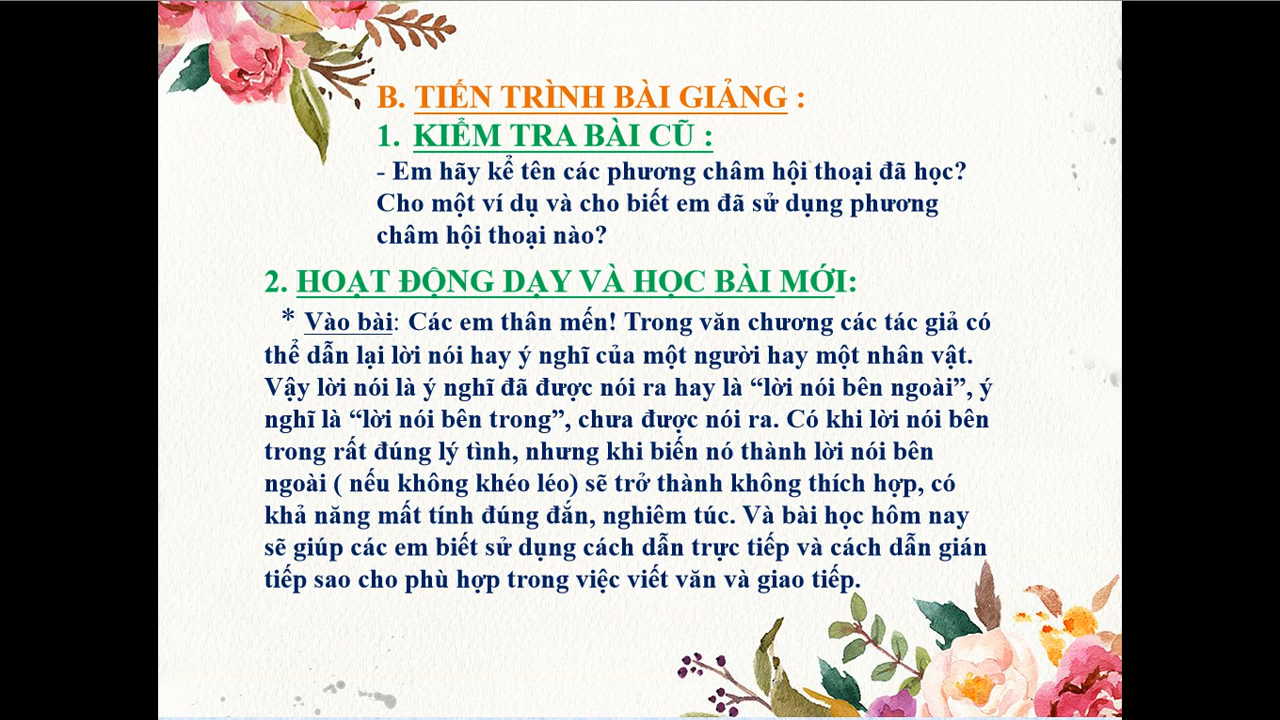 B. TIẾN TRÌNH BÀI GIẢNG :
1. KIỂM TRA BÀI CŨ :
- Em hãy kể tên các phương châm hội thoại đã học?
Cho một ví dụ và cho biết em đã sử dụng phương
châm hội thoại nào?
2. HOẠT ĐỘNG DẠY VÀ HỌC BÀI MỚI:
* Vào bài: Các em thân mến! Trong văn chương các tác giả có
thể dẫn lại lời nói hay ý nghĩ của một người hay một nhân vật.
Vậy lời nói là ý nghĩ đã được nói ra hay là “lời nói bên ngoài”, ý
nghĩ là “lời nói bên trong”, chưa được nói ra. Có khi lời nói bên
trong rất đúng lý tình, nhưng khi biến nó thành lời nói bên
ngoài ( nếu không khéo léo) sẽ trở thành không thích hợp, có
khả năng mất tính đúng đắn, nghiêm túc. Và bài học hôm nay
sẽ giúp các em biết sử dụng cách dẫn trực tiếp và cách dẫn gián
tiếp sao cho phù hợp trong việc viết văn và giao tiếp.